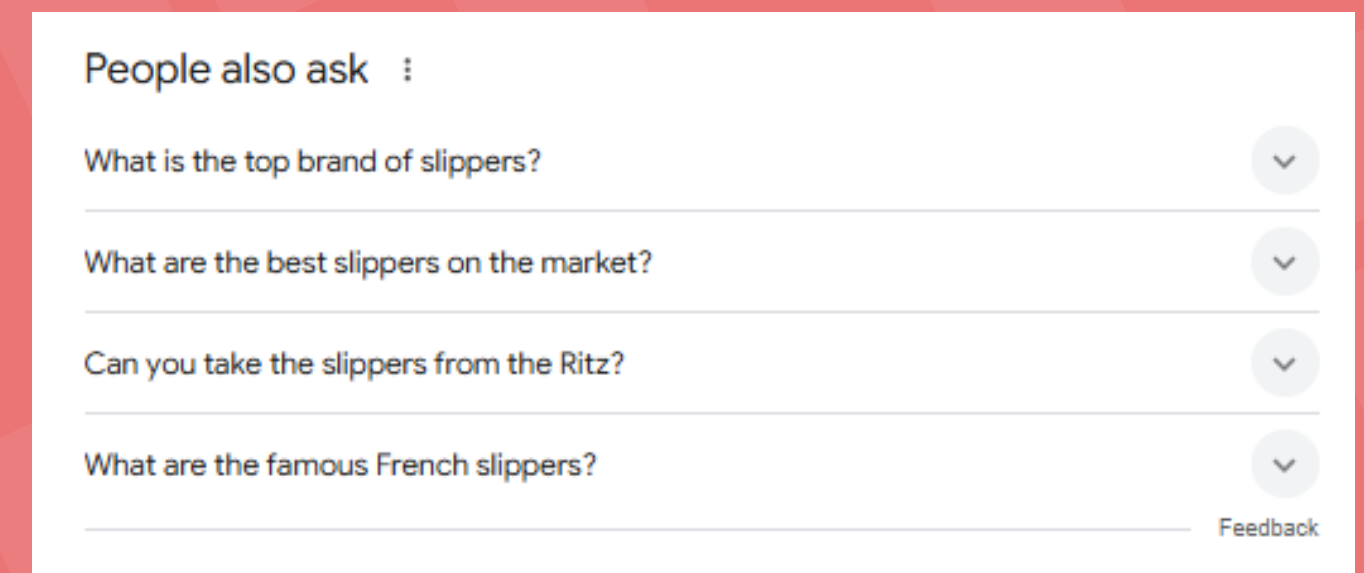 People also ask
What is the top brand of slippers?
What are the best slippers on the market?
Can you take the slippers from the Ritz?
What are the famous French slippers?
Feedback